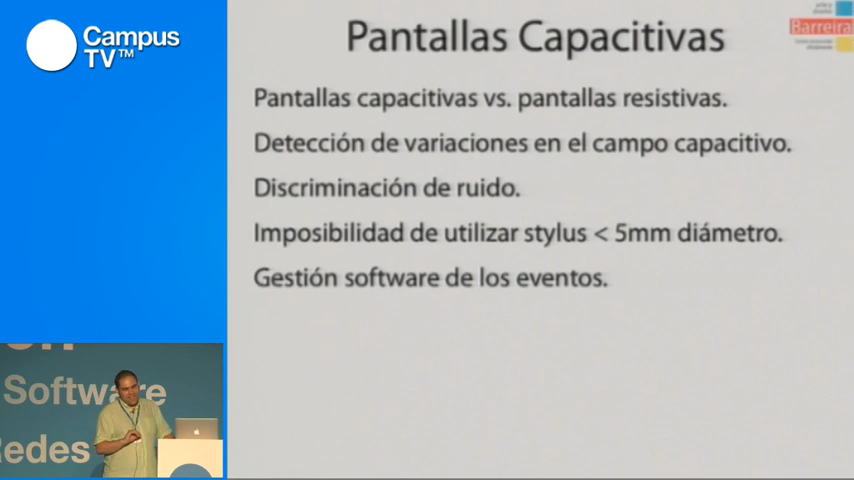 Campus
TV™
Pantallas Capacitivas
Barreira
Pantallas capacitivas vs. pantallas resistivas.
Detección de variaciones en el campo capacitivo.
Discriminación de ruido.
Imposibilidad de utilizar stylus < 5mm diámetro.
Gestión software de los eventos.
Software
Redes